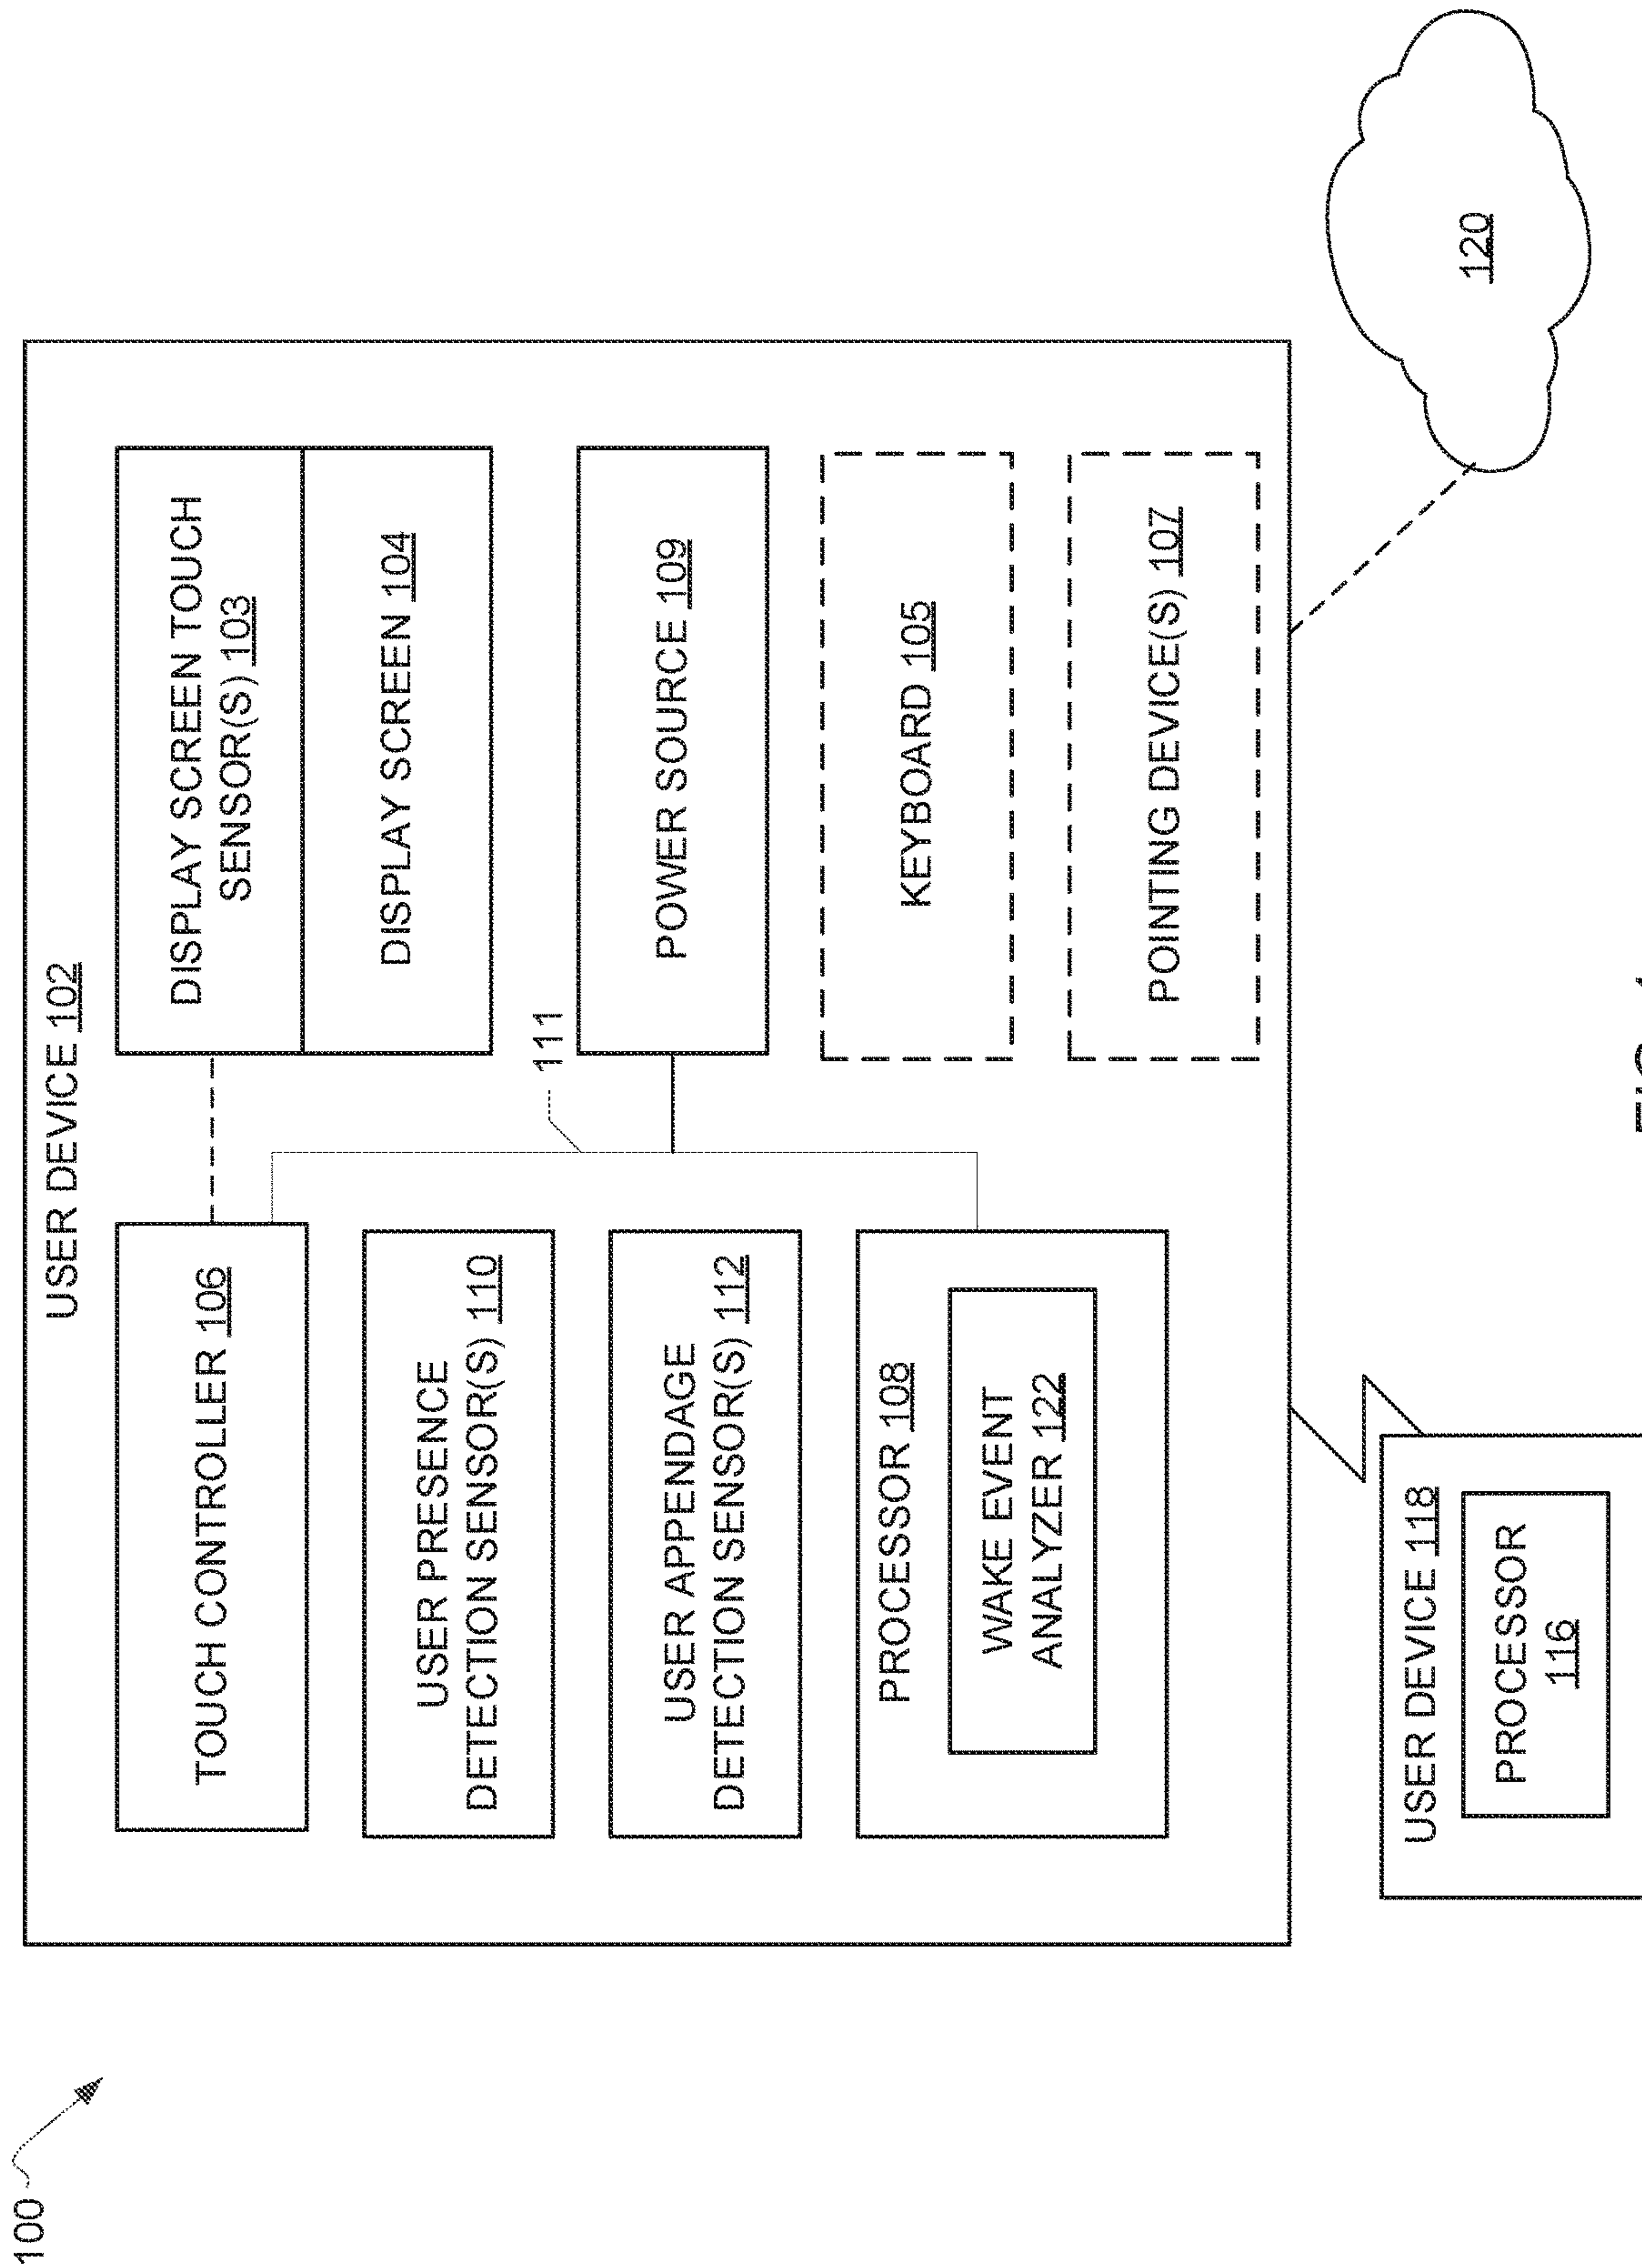 100
USER DEVICE 102
TOUCH CONTROLLER 106
USER PRESENCE
DETECTION SENSOR(S) 110
USER APPENDAGE
DETECTION SENSOR(S) 112
PROCESSOR 108
WAKE EVENT
ANALYZER 122
111
DISPLAY SCREEN TOUCH
SENSOR(S) 103
DISPLAY SCREEN 104
POWER SOURCE 109
KEYBOARD 105
POINTING DEVICE(S) 107
USER DEVICE 118
PROCESSOR
116
120